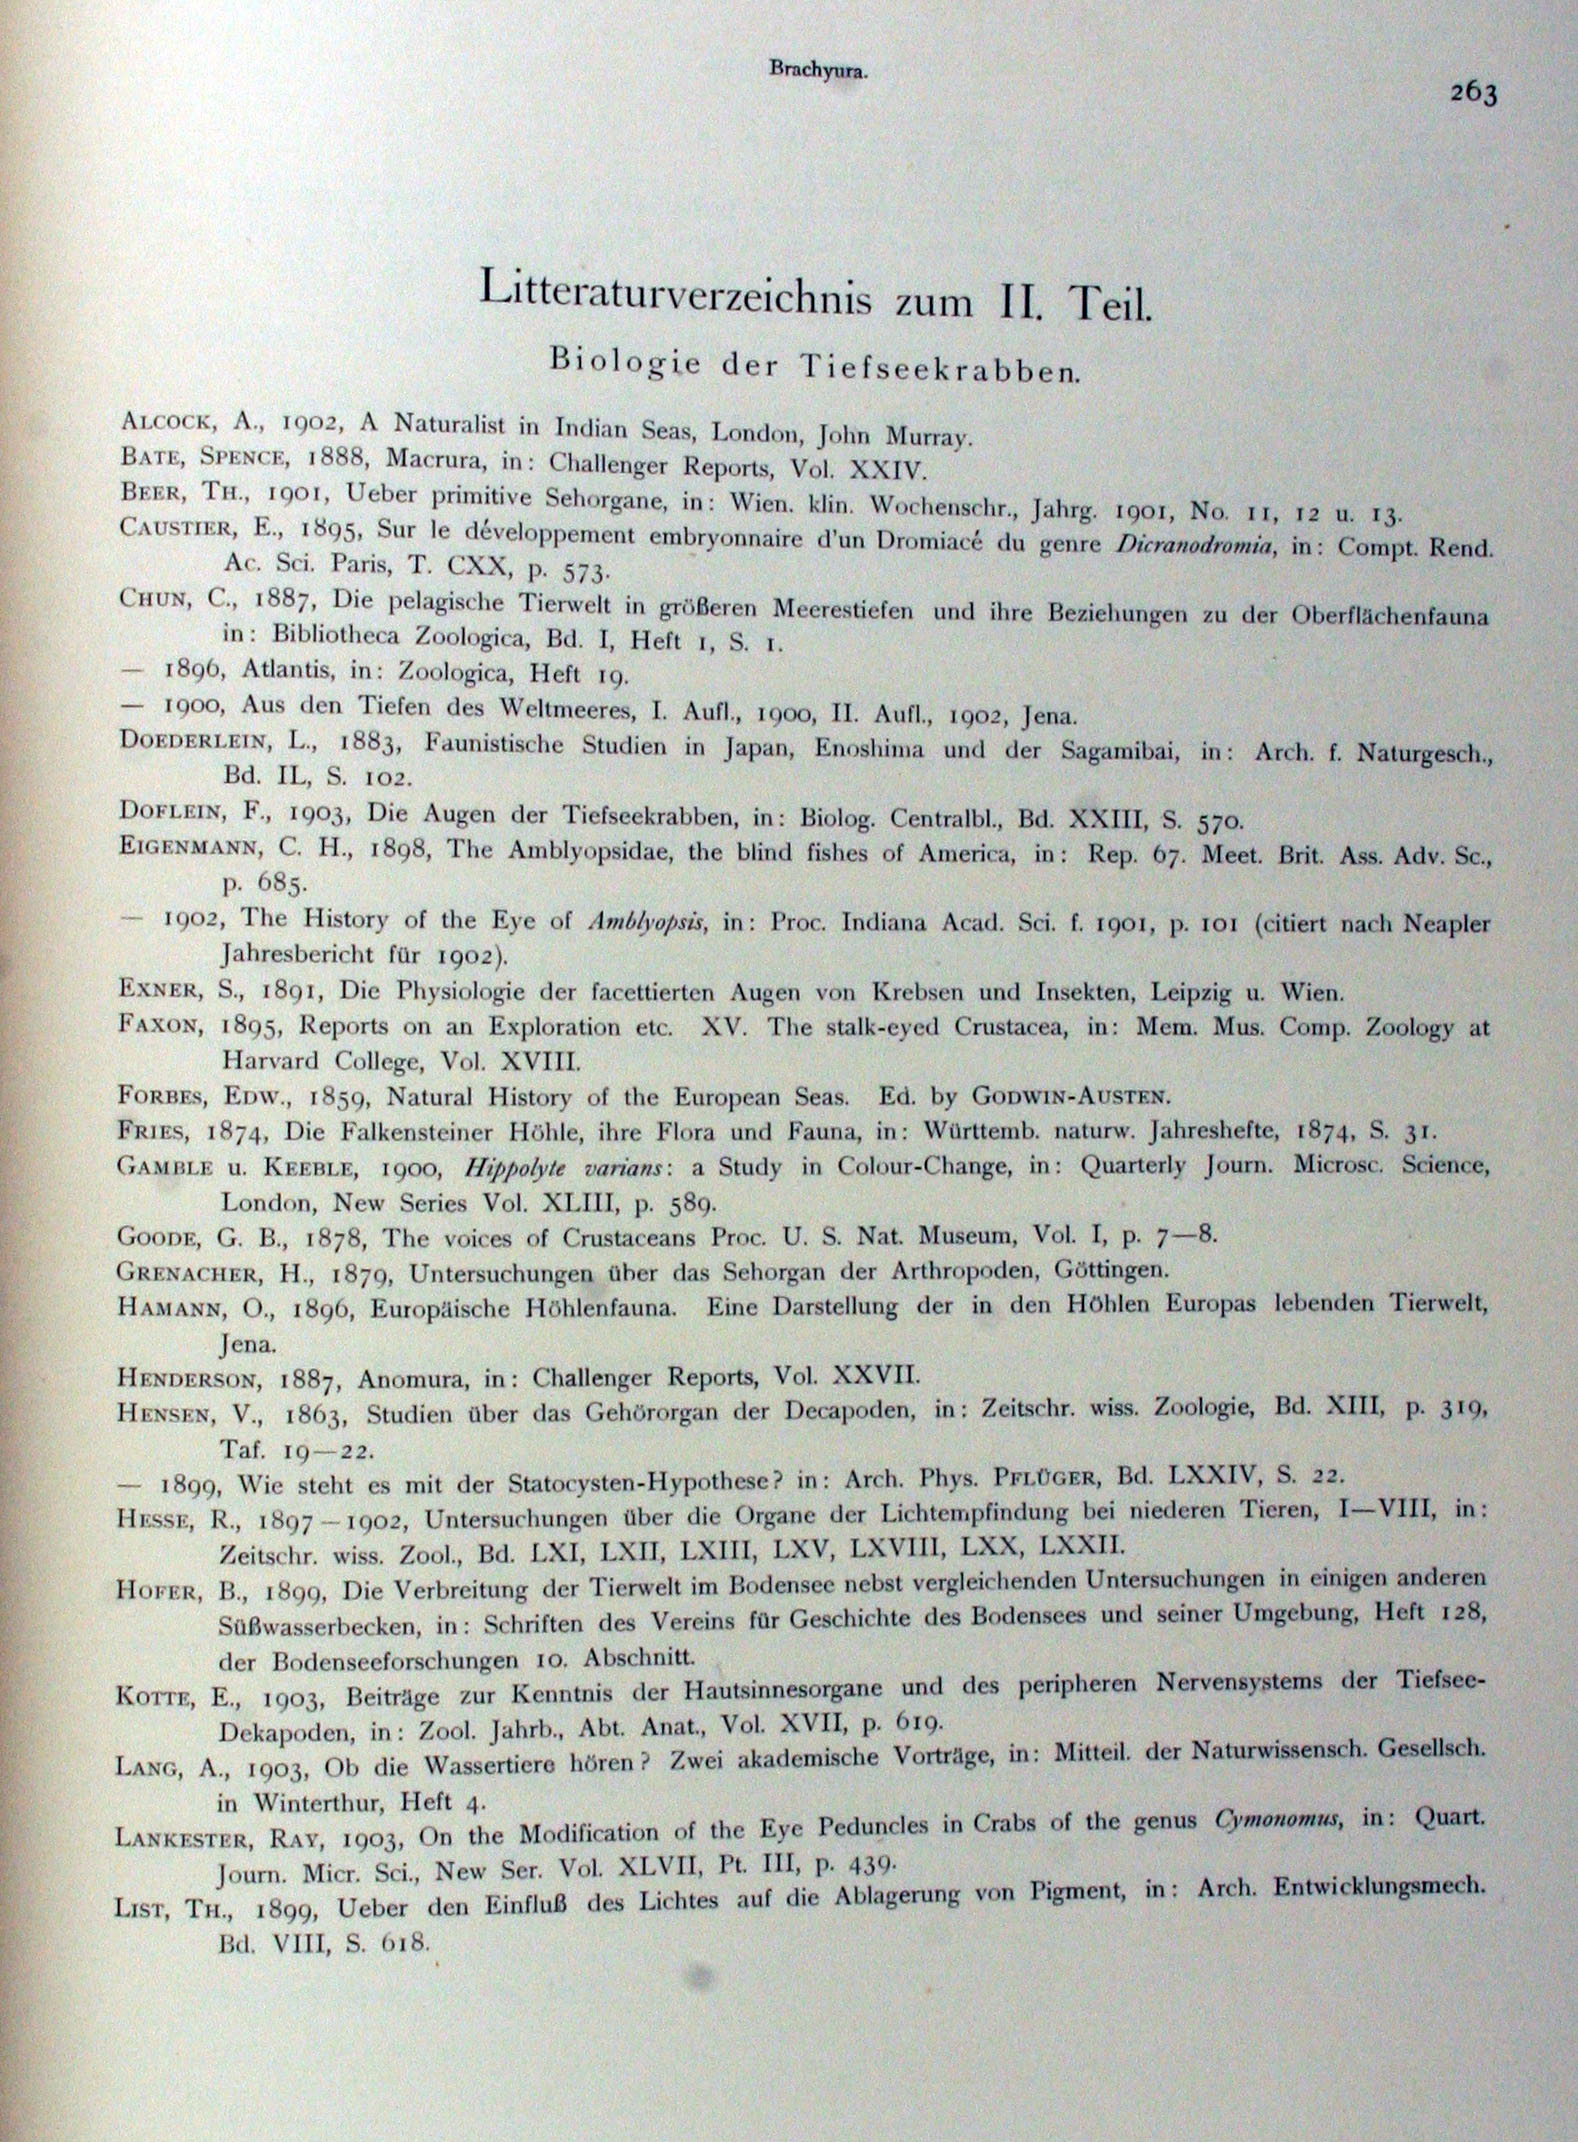 Brachyura.
263
Litteraturverzeichnis zum II. Teil.
Biologie der Tiefseekrabben.
ALCOCK, A., 1902, A Naturalist in Indian Seas, London, John Murray.
BATE, SPENCE, 1888, Macrura, in: Challenger Reports, Vol. XXIV.
BEER, TH., 1901, Ueber primitive Sehorgane, in: Wien. klin. Wochenschr., Jahrg. 1901, No. 11, 12 u. 13.
CAUSTIER, E., 1895, Sur le développement embryonnaire d'un Dromiacé du genre Dicranodromia, in: Compt. Rend.
Ac. Sci. Paris, T. CXX, p. 573.
CHUN, C., 1887, Die pelagische Tierwelt in größeren Meerestiefen und ihre Beziehungen zu der Oberflächenfauna
in: Bibliotheca Zoologica, Bd. I, Heft 1, S. 1.
— 1896, Atlantis, in: Zoologica, Heft 19.
— 1900, Aus den Tiefen des Weltmeeres, I. Aufl., 1900, II. Aufl., 1902, Jena.
DOEDERLEIN, L., 1883, Faunistische Studien in Japan, Enoshima und der Sagamibai, in: Arch. f. Naturgesch.,
Bd. IL, S. 102.
DOFLEIN, F., 1903, Die Augen der Tiefseekrabben, in: Biolog. Centralbl., Bd. XXIII, S. 570.
EIGENMANN, C. H., 1898, The Amblyopsidae, the blind fishes of America, in: Rep. 67. Meet. Brit. Ass. Adv. Sc.,
p. 685.
— 1902, The History of the Eye of Amblyopsis, in: Proc. Indiana Acad. Sci. f. 1901, p. 101 (citiert nach Neapler
Jahresbericht für 1902).
EXNER, S., 1891, Die Physiologie der facettierten Augen von Krebsen und Insekten, Leipzig u. Wien.
FAXON, 1895, Reports on an Exploration etc. XV. The stalk-eyed Crustacea, in: Mem. Mus. Comp. Zoology at
Harvard College, Vol. XVIII.
FORBES, EDW., 1859, Natural History of the European Seas. Ed. by GODWIN-AUSTEN.
FRIES, 1874, Die Falkensteiner Höhle, ihre Flora und Fauna, in: Württemb. naturw. Jahreshefte, 1874, S. 31.
GAMBLE u. KEEBLE, 1900, Hippolyte varians: a Study in Colour-Change, in: Quarterly Journ. Microsc. Science,
London, New Series Vol. XLIII, p. 589.
GOODE, G. B., 1878, The voices of Crustaceans Proc. U. S. Nat. Museum, Vol. I, p. 7—8.
GRENACHER, H., 1879, Untersuchungen über das Sehorgan der Arthropoden, Göttingen.
HAMANN, O., 1896, Europäische Höhlenfauna. Eine Darstellung der in den Höhlen Europas lebenden Tierwelt,
Jena.
HENDERSON, 1887, Anomura, in: Challenger Reports, Vol. XXVII.
HENSEN, V., 1863, Studien über das Gehörorgan der Decapoden, in: Zeitschr. wiss. Zoologie, Bd. XIII, p. 319,
Taf. 19—22.
— 1899, Wie steht es mit der Statocysten-Hypothese? in: Arch. Phys. PFLÜGER, Bd. LXXIV, S. 22.
HESSE, R., 1897—1902, Untersuchungen über die Organe der Lichtempfindung bei niederen Tieren, I—VIII, in:
Zeitschr. wiss. Zool., Bd. LXI, LXII, LXIII, LXV, LXVIII, LXX, LXXII.
HOFER, B., 1899, Die Verbreitung der Tierwelt im Bodensee nebst vergleichenden Untersuchungen in einigen anderen
Süßwasserbecken, in: Schriften des Vereins für Geschichte des Bodensees und seiner Umgebung, Heft 128,
der Bodenseeforschungen 10. Abschnitt.
KOTTE, E., 1903, Beiträge zur Kenntnis der Hautsinnesorgane und des peripheren Nervensystems der Tiefsee-
Dekapoden, in: Zool. Jahrb., Abt. Anat., Vol. XVII, p. 619.
LANG, A., 1903, Ob die Wassertiere hören? Zwei akademische Vorträge, in: Mitteil. der Naturwissensch. Gesellsch.
in Winterthur, Heft 4.
LANKESTER, RAY, 1903, On the Modification of the Eye Peduncles in Crabs of the genus Cymonomus, in: Quart.
Journ. Micr. Sci., New Ser. Vol. XLVII, Pt. III, p. 439.
LIST, TH., 1899, Ueber den Einfluß des Lichtes auf die Ablagerung von Pigment, in: Arch. Entwicklungsmech.
Bd. VIII, S. 618.